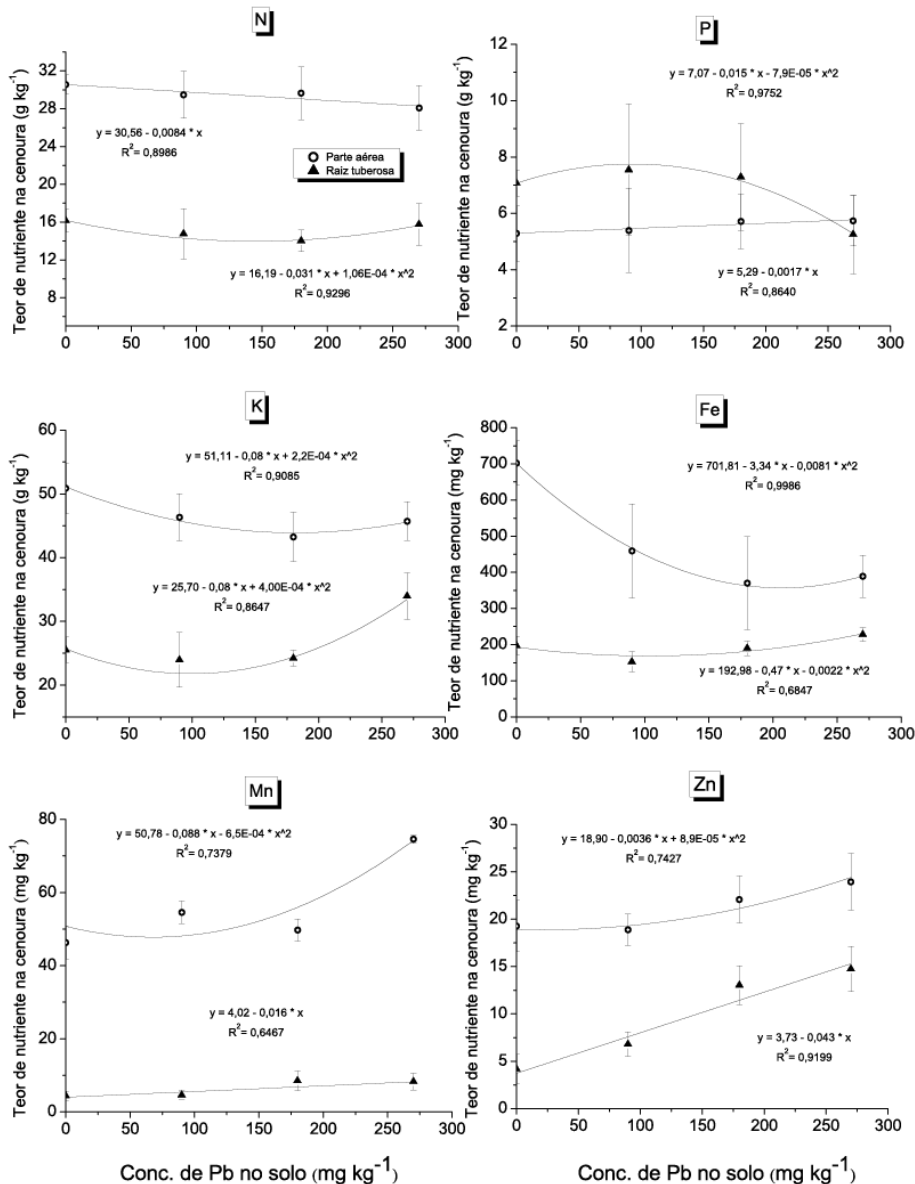 N
Teor de nutriente na cenoura (g kg⁻¹)
32
28
24
20
16
12
8
y = 30,56 - 0,0084 * x
R² = 0,8986
Parte aérea
Raiz tuberosa
y = 16,19 - 0,031 * x + 1,06E-04 * x^2
R² = 0,9296
0 50 100 150 200 250 300
P
Teor de nutriente na cenoura (g kg⁻¹)
12
10
8
6
4
2
y = 7,07 - 0,015 * x - 7,9E-05 * x^2
R² = 0,9752
y = 5,29 - 0,0017 * x
R² = 0,8640
0 50 100 150 200 250 300
K
Teor de nutriente na cenoura (g kg⁻¹)
60
50
40
30
20
y = 51,11 - 0,08 * x + 2,2E-04 * x^2
R² = 0,9085
y = 25,70 - 0,08 * x + 4,00E-04 * x^2
R² = 0,8647
0 50 100 150 200 250 300
Fe
Teor de nutriente na cenoura (mg kg⁻¹)
800
700
600
500
400
300
200
100
0
y = 701,81 - 3,34 * x - 0,0081 * x^2
R² = 0,9986
y = 192,98 - 0,47 * x - 0,0022 * x^2
R² = 0,6847
0 50 100 150 200 250 300
Mn
Teor de nutriente na cenoura (mg kg⁻¹)
80
60
40
20
0
y = 50,78 - 0,088 * x - 6,5E-04 * x^2
R² = 0,7379
y = 4,02 - 0,016 * x
R² = 0,6467
0 50 100 150 200 250 300
Conc. de Pb no solo (mg kg⁻¹)
Zn
Teor de nutriente na cenoura (mg kg⁻¹)
30
25
20
15
10
5
0
y = 18,90 - 0,0036 * x + 8,9E-05 * x^2
R² = 0,7427
y = 3,73 - 0,043 * x
R² = 0,9199
0 50 100 150 200 250 300
Conc. de Pb no solo (mg kg⁻¹)